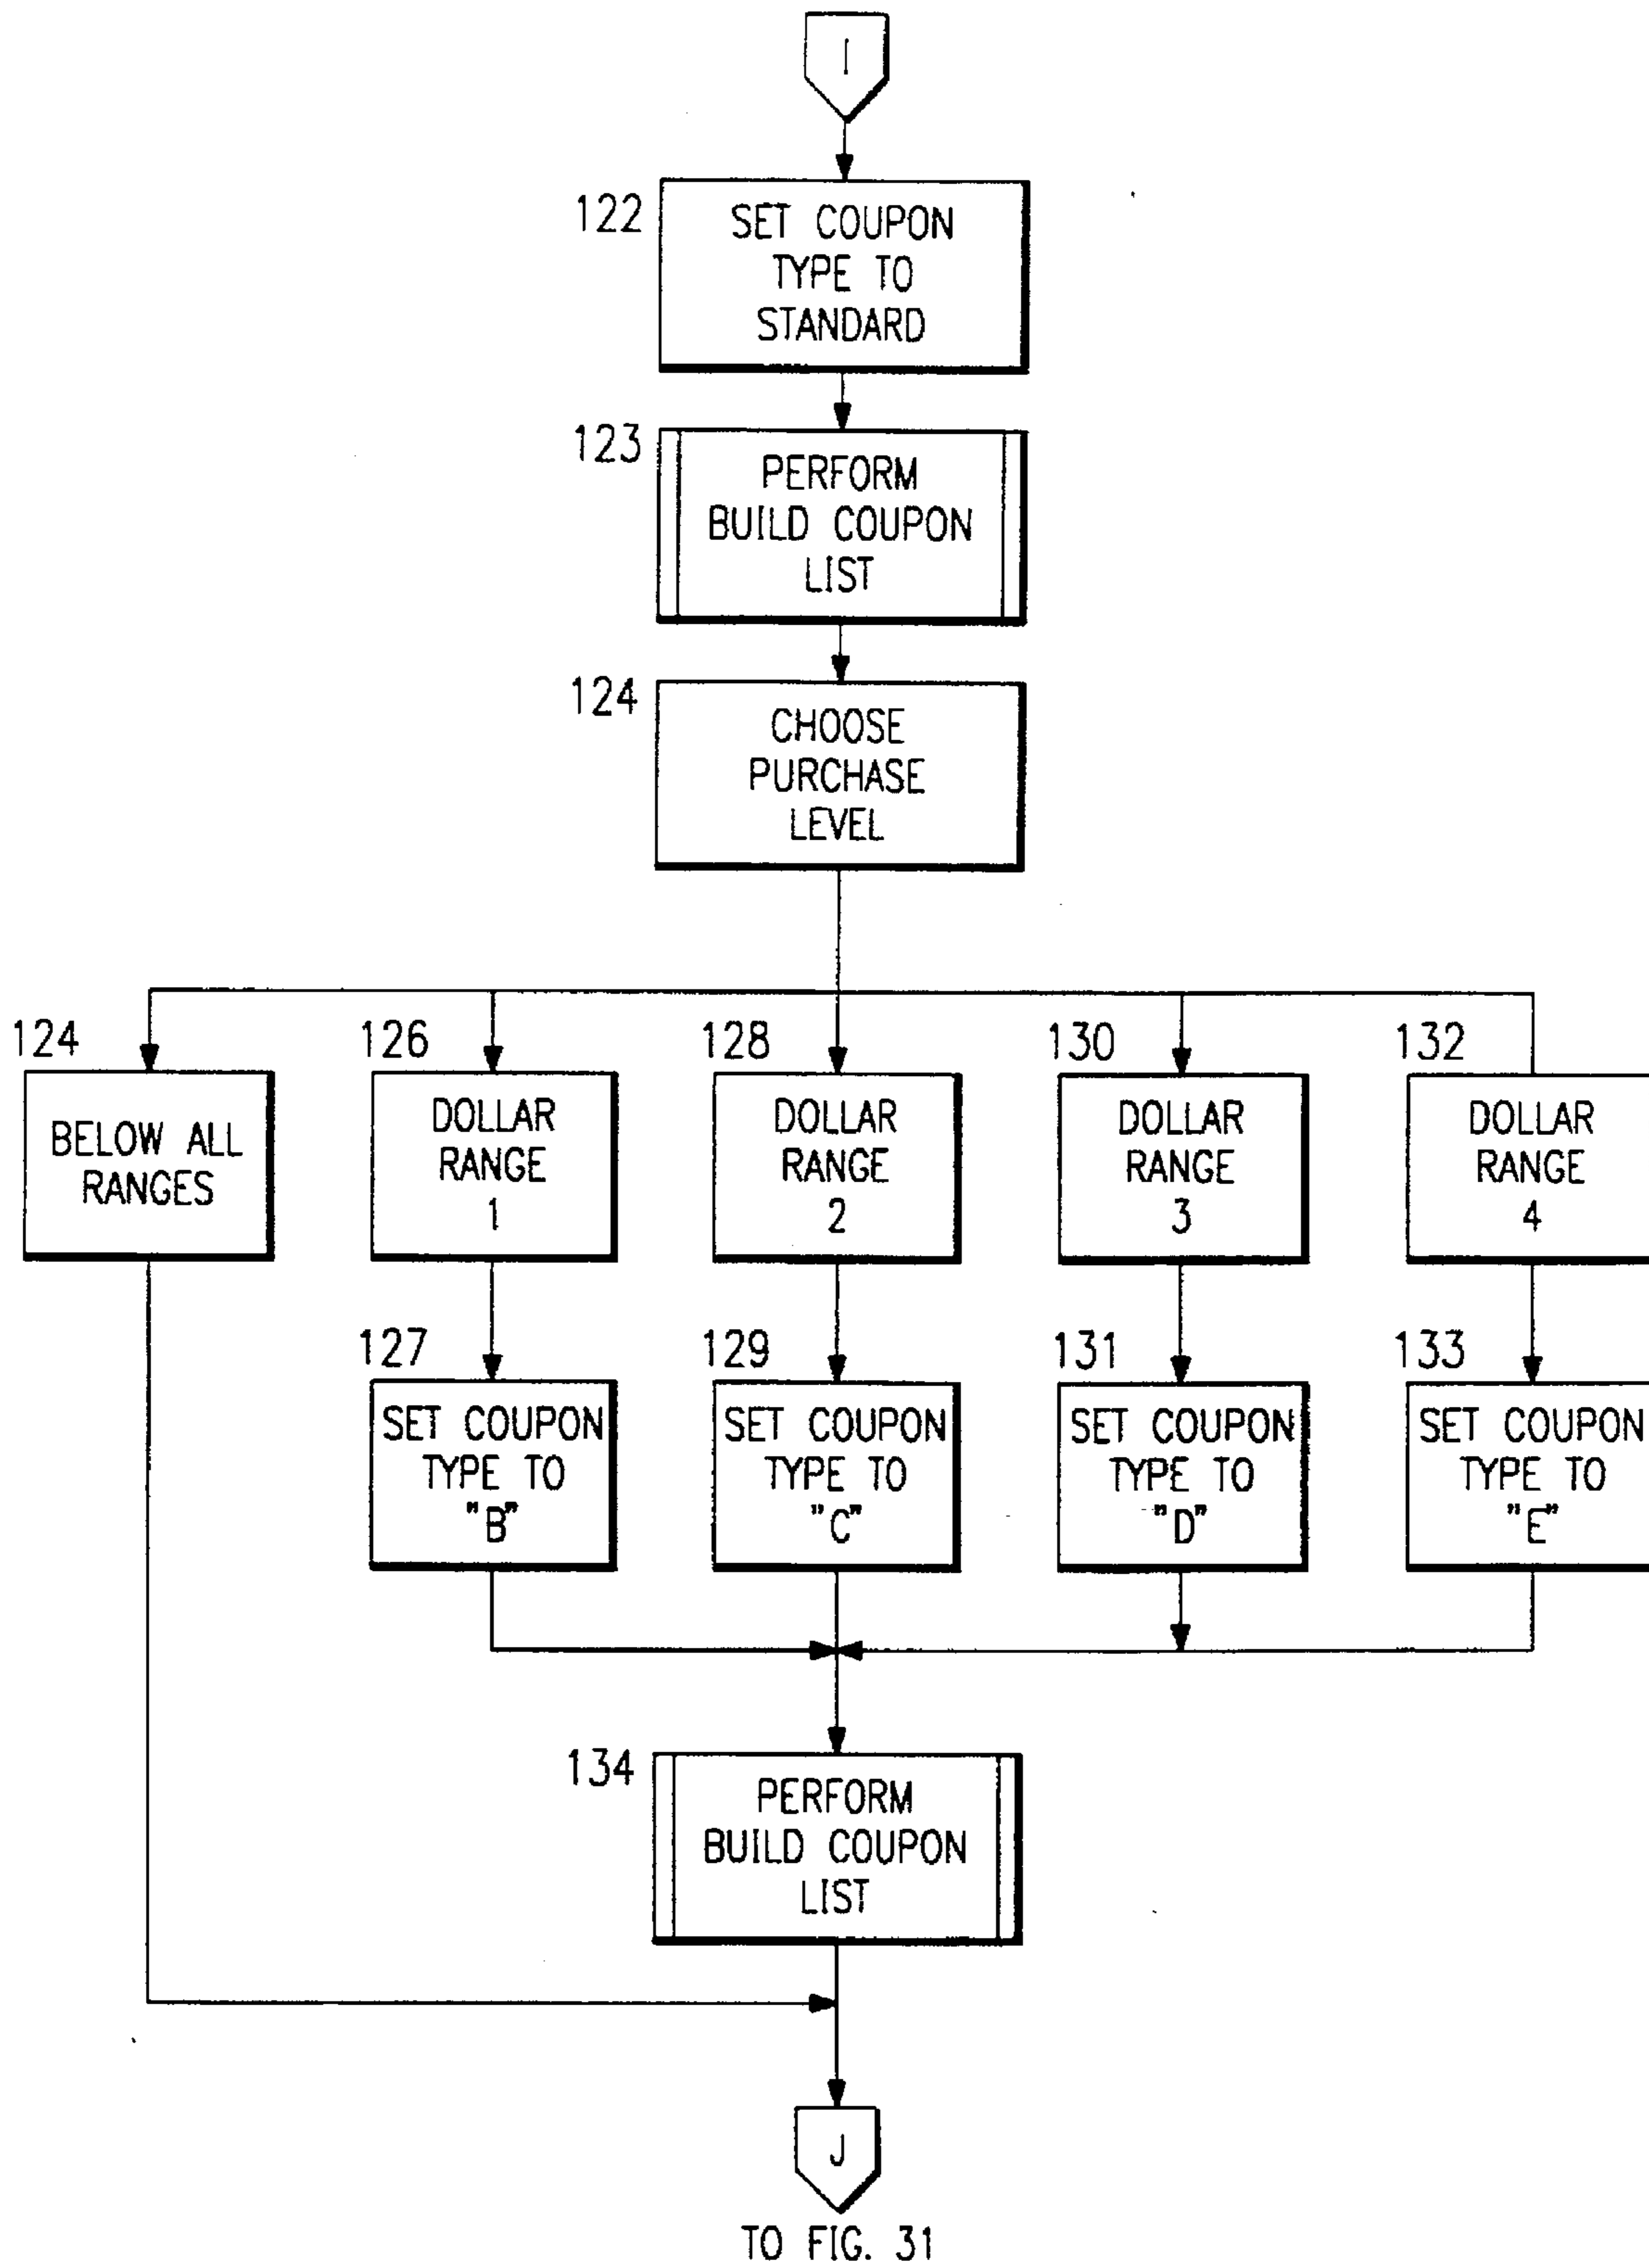 I
122
SET COUPON
TYPE TO
STANDARD
123
PERFORM
BUILD COUPON
LIST
124
CHOOSE
PURCHASE
LEVEL
124
BELOW ALL
RANGES
126
DOLLAR
RANGE
1
128
DOLLAR
RANGE
2
130
DOLLAR
RANGE
3
132
DOLLAR
RANGE
4
127
SET COUPON
TYPE TO
"B"
129
SET COUPON
TYPE TO
"C"
131
SET COUPON
TYPE TO
"D"
133
SET COUPON
TYPE TO
"E"
134
PERFORM
BUILD COUPON
LIST
J
TO FIG. 31